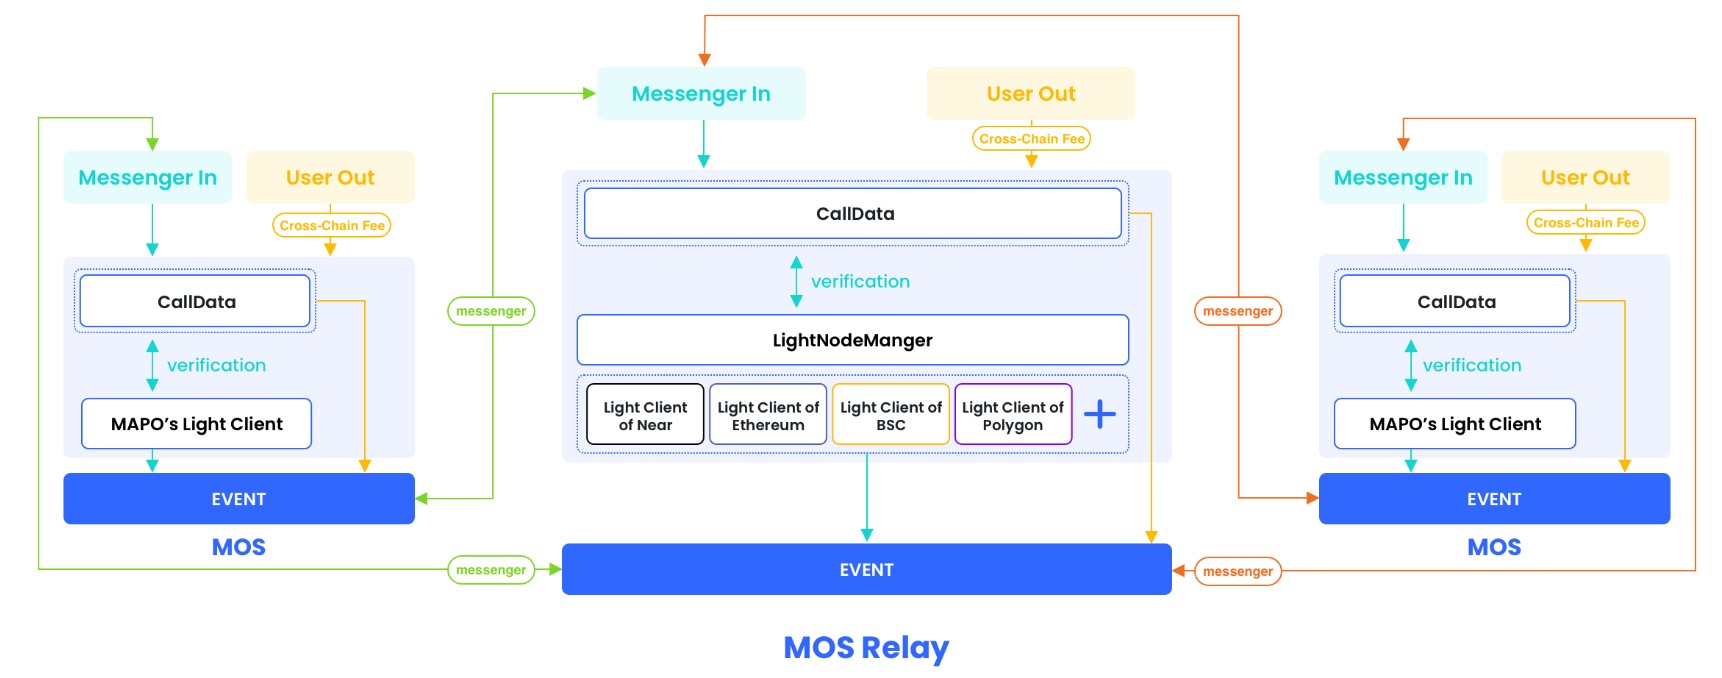 Messenger In
User Out
Cross-Chain Fee
Messenger In
User Out
Cross-Chain Fee
CallData
verification
MAPO's Light Client
EVENT
MOS
messenger
messenger
CallData
verification
LightNodeManger
Light Client
of Near
Light Client of
Ethereum
Light Client of
BSC
Light Client of
Polygon
EVENT
MOS Relay
messenger
messenger
Messenger In
User Out
Cross-Chain Fee
CallData
verification
MAPO's Light Client
EVENT
MOS